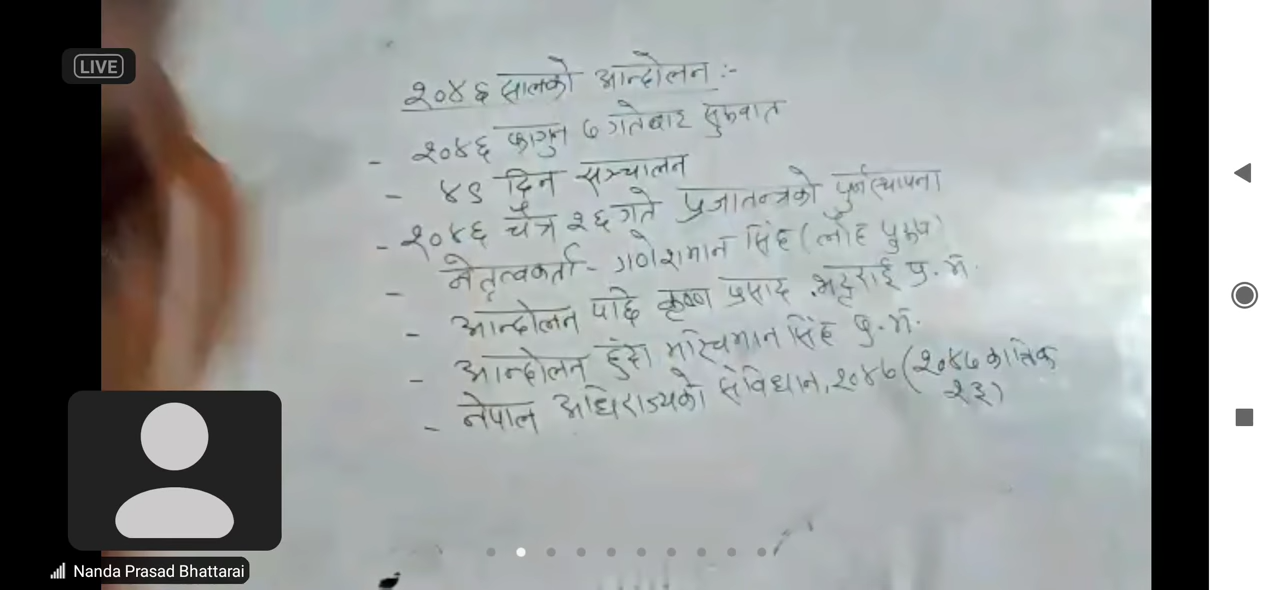 LIVE
२०४६ सालको आन्दोलन :-
- २०४६ फागुन ७ गतेबाट सुरुवात
- ४९ दिन सञ्चालन
- २०४६ चैत्र २६ गते प्रजातन्त्रको पुर्नस्थापना
- नेतृत्वकर्ता - गणेशमान सिंह (लौह पुरुष)
- आन्दोलन पछि कृष्ण प्रसाद भट्टराई प्र. मं.
- आन्दोलन हुंदा मरिचमान सिंह प्र. मं.
- नेपाल अधिराज्यको संविधान, २०४७ (२०४७ कात्तिक
२३)
Nanda Prasad Bhattarai